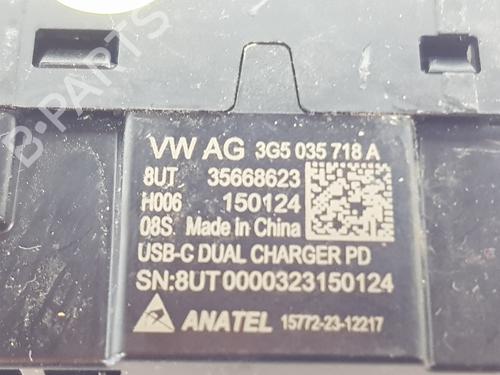 VW AG 3G5 035 718 A
8UT 35668623
H006 150124
08S. Made in China
USB-C DUAL CHARGER PD
SN:8UT0000323150124
ANATEL 15772-23-12217
B-PARTS